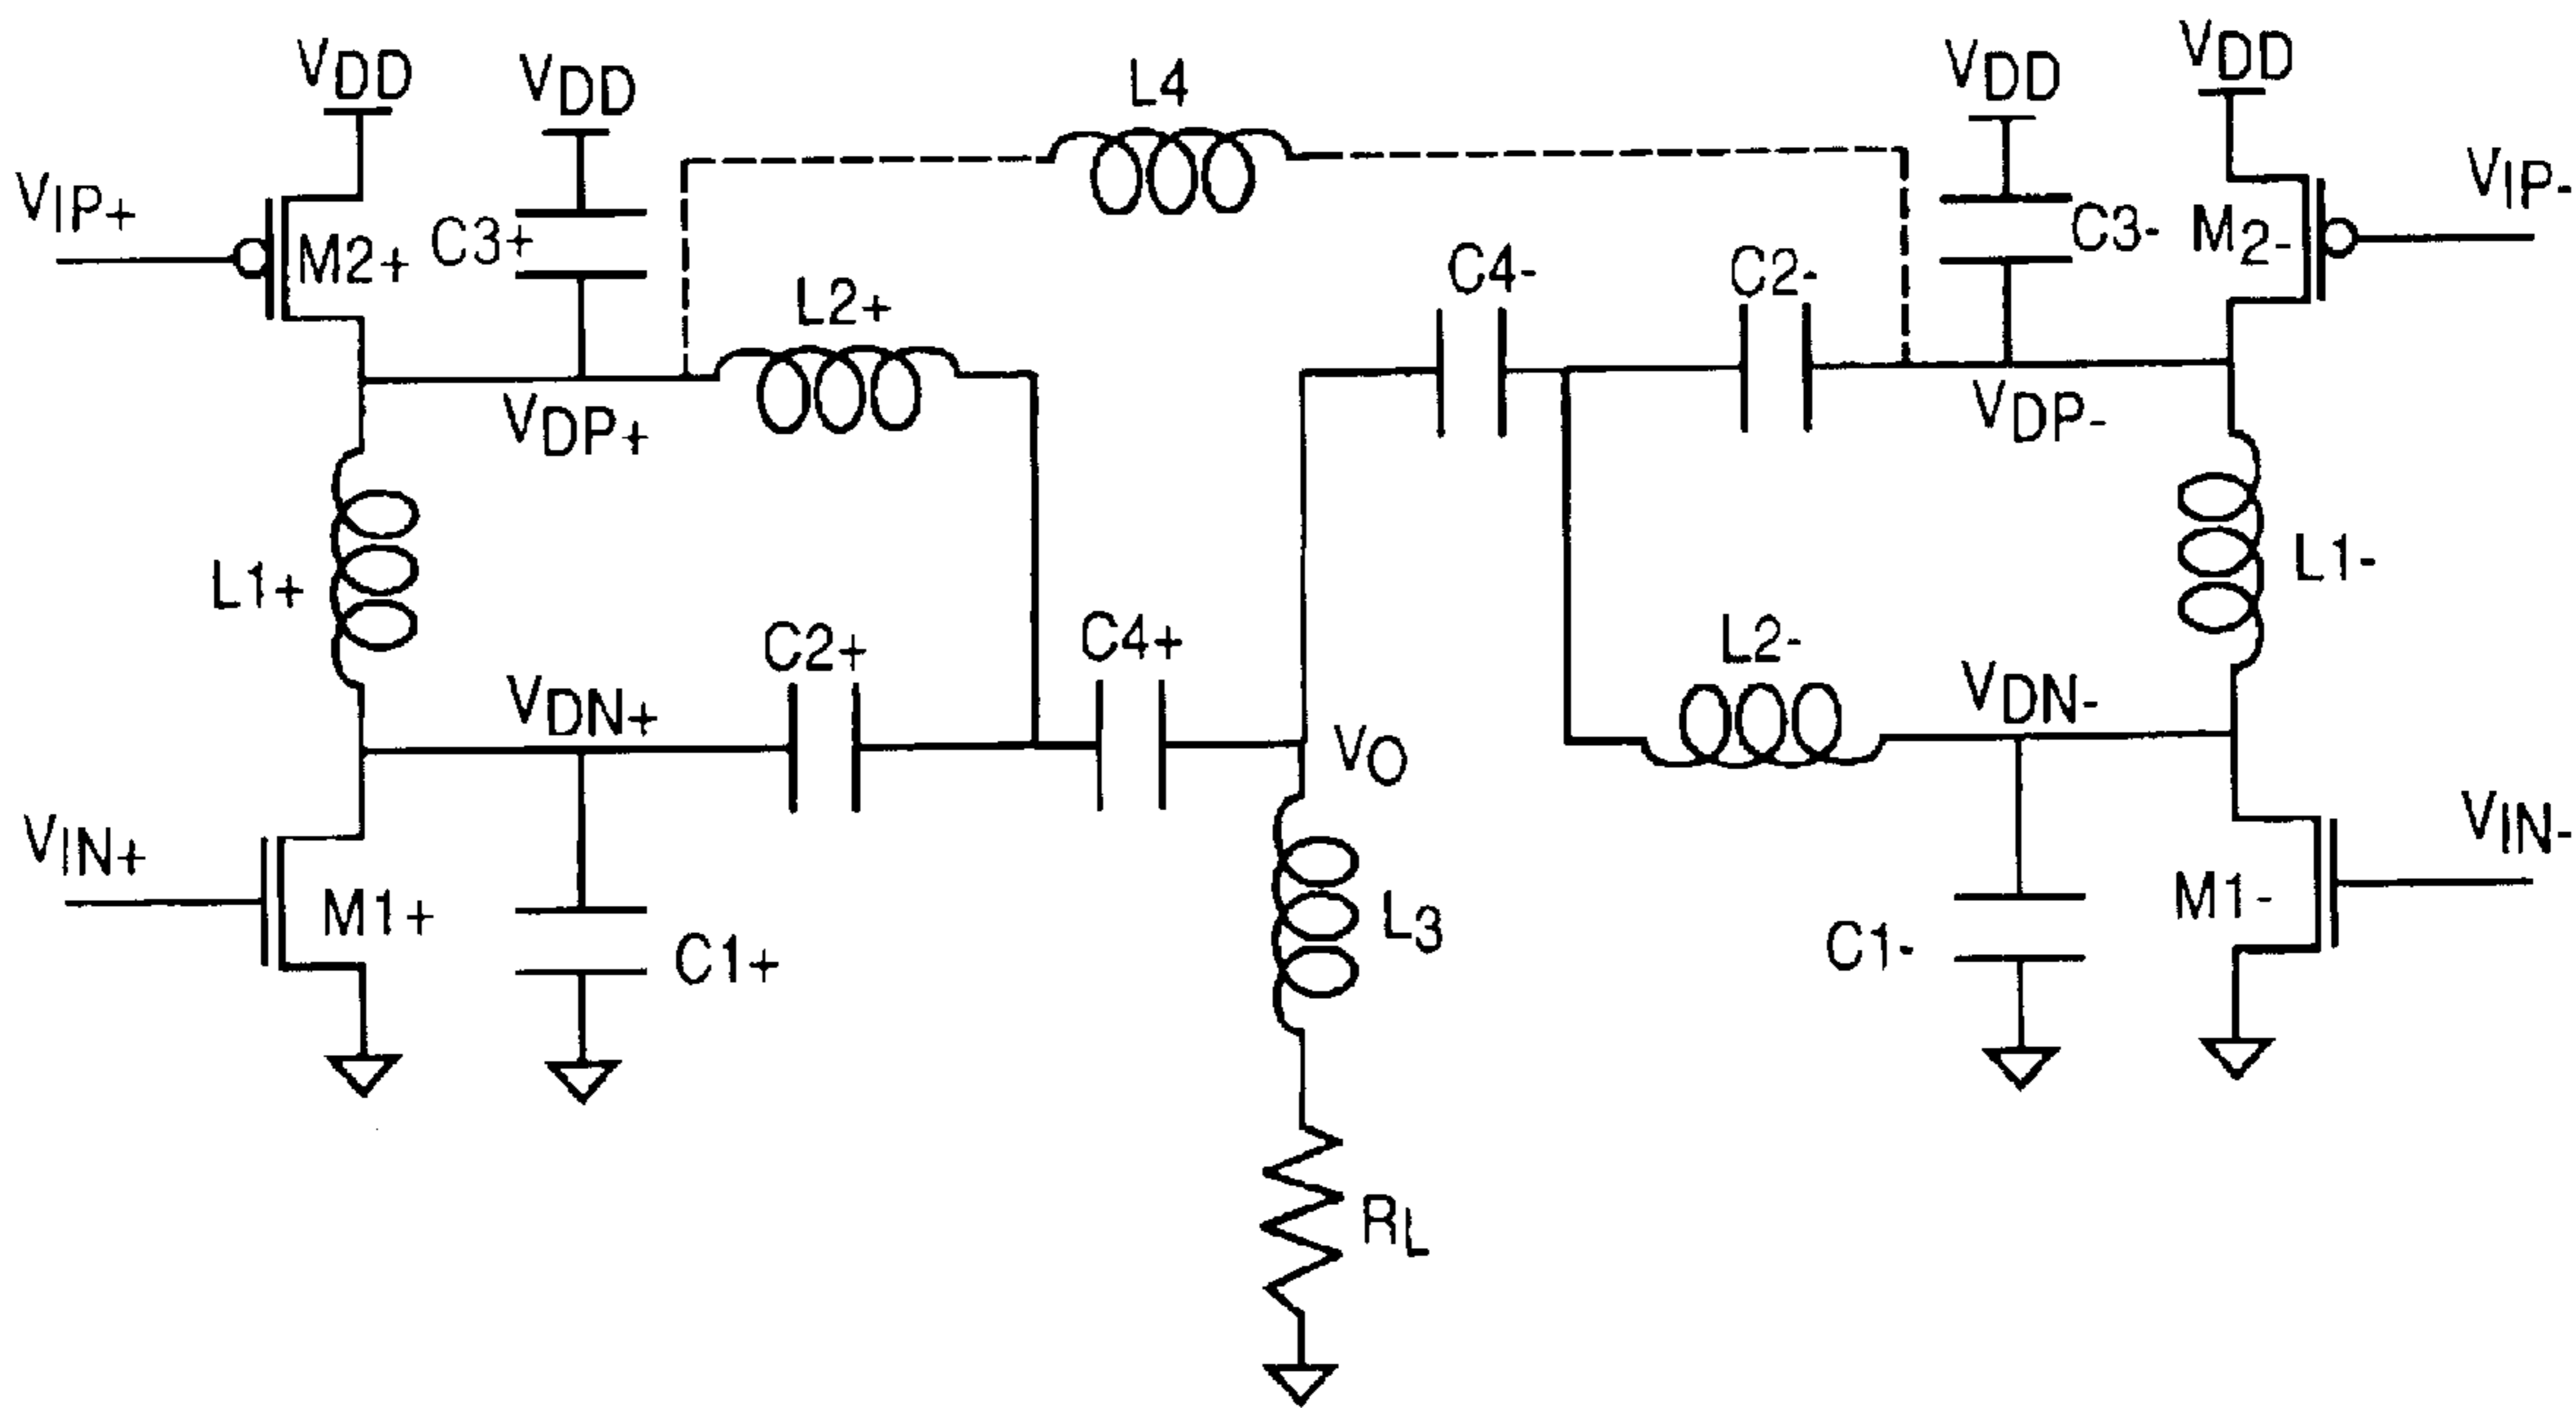 VDD
VDD
L4
VDD
VDD
VIP+
M2+
C3+
C3-
M2-
VIP-
L2+
C4-
C2-
VDP+
VDP-
L1+
L1-
C2+
C4+
L2-
VDN+
VO
VDN-
VIN+
M1+
C1+
L3
C1-
M1-
VIN-
RL